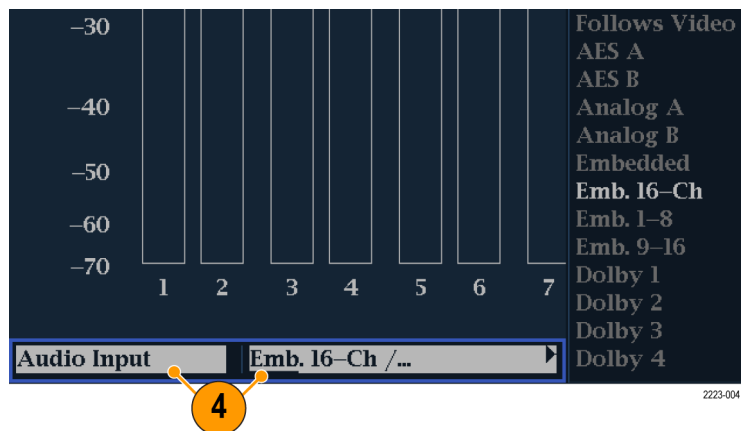 –30
–40
–50
–60
–70
1 2 3 4 5 6 7
Follows Video
AES A
AES B
Analog A
Analog B
Embedded
Emb. 16–Ch
Emb. 1–8
Emb. 9–16
Dolby 1
Dolby 2
Dolby 3
Dolby 4
Audio Input
Emb. 16–Ch /...
4
2223-004